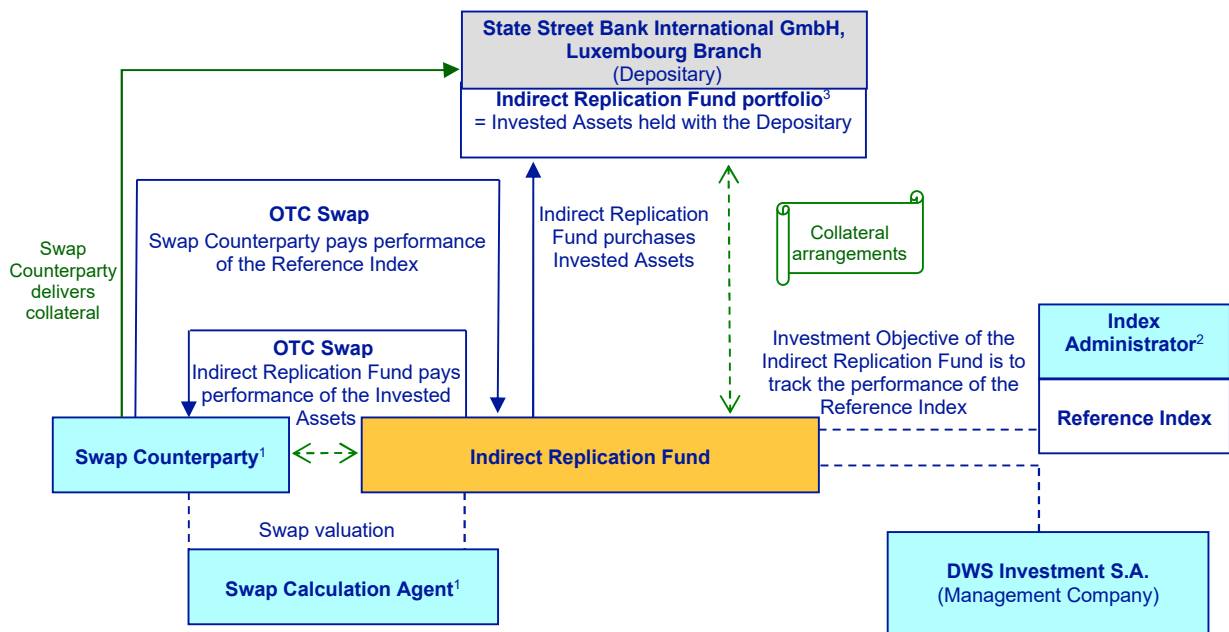 State Street Bank International GmbH,
Luxembourg Branch
(Depositary)
Indirect Replication Fund portfolio³
= Invested Assets held with the Depositary
OTC Swap
Swap Counterparty pays performance
of the Reference Index
Indirect Replication
Fund purchases
Invested Assets
Collateral
arrangements
Swap
Counterparty
delivers
collateral
OTC Swap
Indirect Replication Fund pays
performance of the Invested
Assets
Investment Objective of the
Indirect Replication Fund is to
track the performance of the
Reference Index
Index
Administrator²
Reference Index
Swap Counterparty¹
Indirect Replication Fund
Swap valuation
Swap Calculation Agent¹
DWS Investment S.A.
(Management Company)